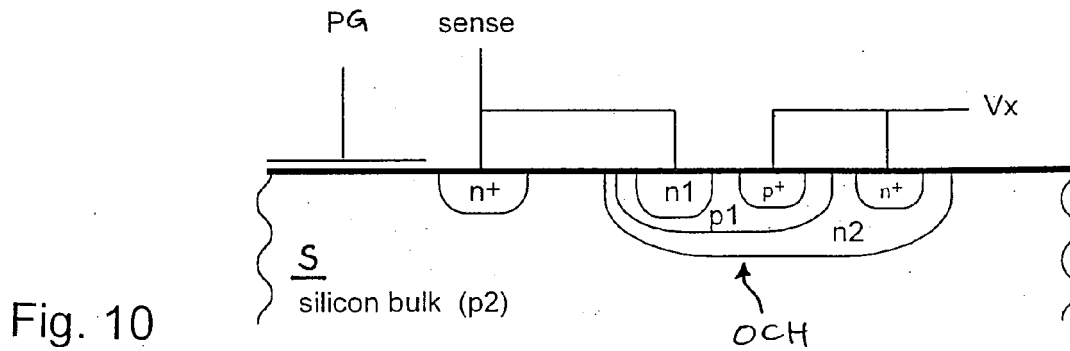 PG
sense
Vx
n+
n1
p+
n+
p1
n2
S
silicon bulk (p2)
Fig. 10
OCH